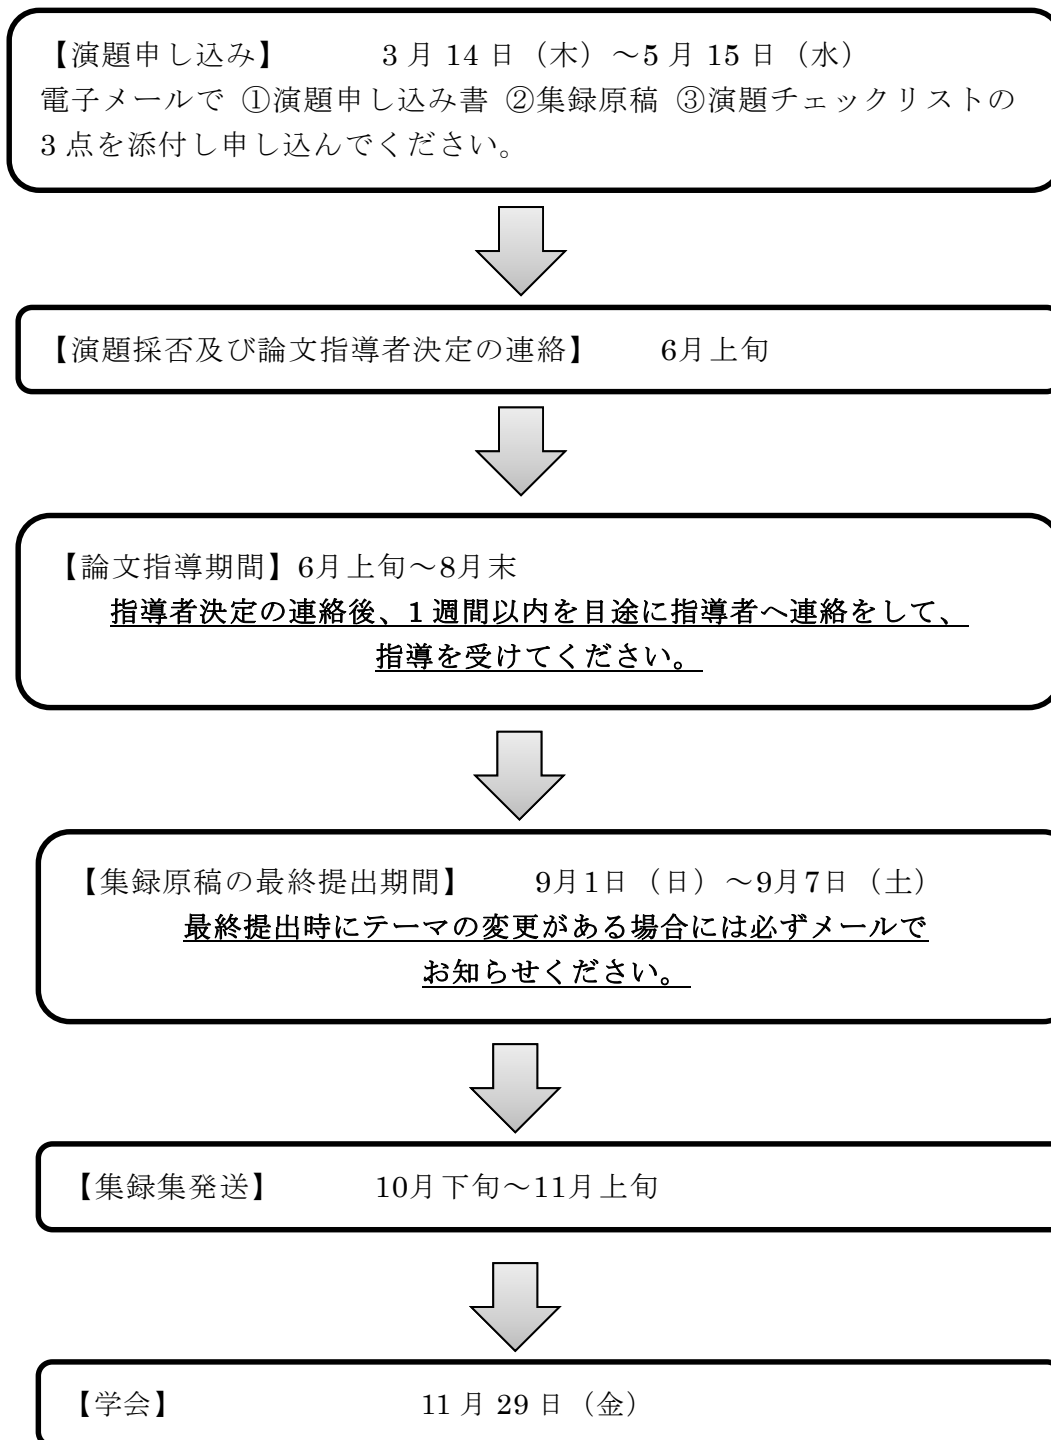 【演題申し込み】 3月14日（木）～5月15日（水）
電子メールで ①演題申し込み書 ②集録原稿 ③演題チェックリストの
3点を添付し申し込んでください。
【演題採否及び論文指導者決定の連絡】 6月上旬
【論文指導期間】6月上旬～8月末
指導者決定の連絡後、1週間以内を目途に指導者へ連絡をして、
指導を受けてください。
【集録原稿の最終提出期間】 9月1日（日）～9月7日（土）
最終提出時にテーマの変更がある場合には必ずメールで
お知らせください。
【集録集発送】 10月下旬～11月上旬
【学会】 11月29日（金）